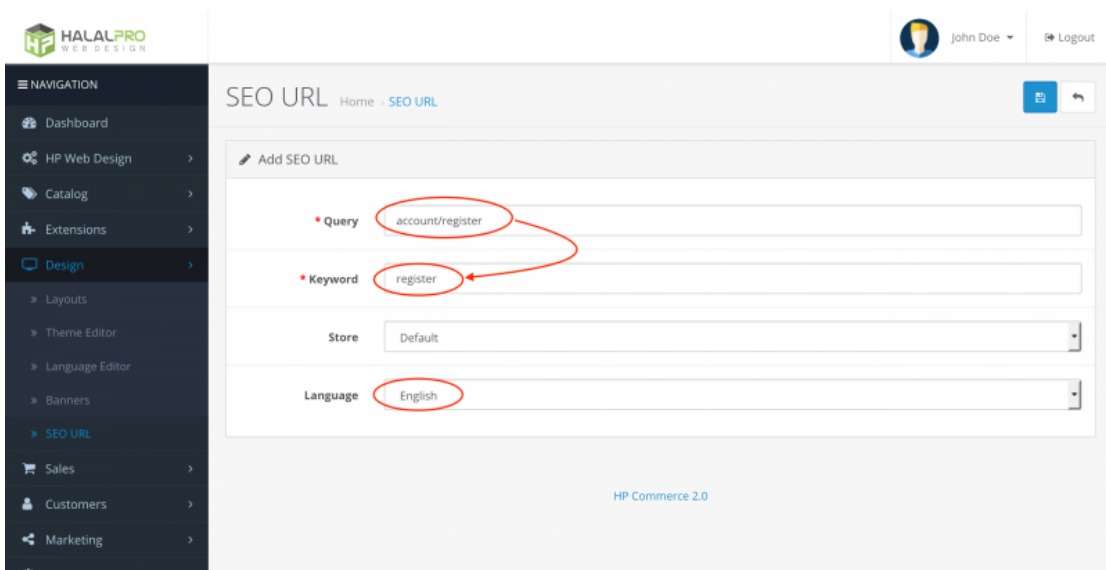 HP HALALPRO
WEB DESIGN
John Doe
Logout
NAVIGATION
Dashboard
HP Web Design
Catalog
Extensions
Design
» Layouts
» Theme Editor
» Language Editor
» Banners
» SEO URL
Sales
Customers
Marketing
SEO URL Home › SEO URL
Add SEO URL
* Query account/register
* Keyword register
Store Default
Language English
HP Commerce 2.0